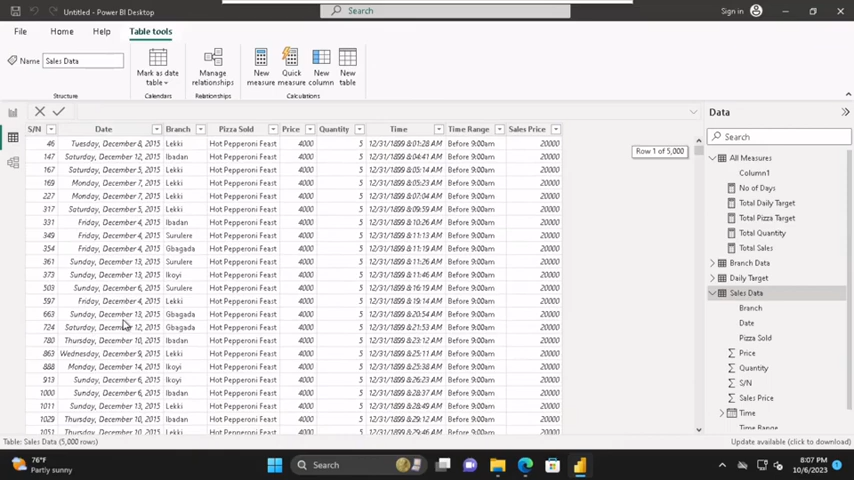 Untitled - Power BI Desktop
Search
Sign in
File Home Help Table tools
Name Sales Data
Mark as date table
Manage relationships
New measure
Quick measure
New column
New table
Structure Calendars Relationships Calculations
S/N Date Branch Pizza Sold Price Quantity Time Time Range Sales Price
46 Tuesday, December 8, 2015 Lekki Hot Pepperoni Feast 4000 5 12/31/1899 8:01:28 AM Before 9:00am 20000
147 Saturday, December 12, 2015 Ibadan Hot Pepperoni Feast 4000 5 12/31/1899 8:04:41 AM Before 9:00am 20000
167 Saturday, December 5, 2015 Lekki Hot Pepperoni Feast 4000 5 12/31/1899 8:05:14 AM Before 9:00am 20000
169 Monday, December 7, 2015 Lekki Hot Pepperoni Feast 4000 5 12/31/1899 8:05:23 AM Before 9:00am 20000
227 Monday, December 7, 2015 Lekki Hot Pepperoni Feast 4000 5 12/31/1899 8:07:04 AM Before 9:00am 20000
317 Saturday, December 5, 2015 Lekki Hot Pepperoni Feast 4000 5 12/31/1899 8:09:59 AM Before 9:00am 20000
331 Friday, December 4, 2015 Ibadan Hot Pepperoni Feast 4000 5 12/31/1899 8:10:22 AM Before 9:00am 20000
349 Friday, December 4, 2015 Surulere Hot Pepperoni Feast 4000 5 12/31/1899 8:11:13 AM Before 9:00am 20000
354 Friday, December 4, 2015 Gbagada Hot Pepperoni Feast 4000 5 12/31/1899 8:11:19 AM Before 9:00am 20000
361 Sunday, December 13, 2015 Surulere Hot Pepperoni Feast 4000 5 12/31/1899 8:11:26 AM Before 9:00am 20000
373 Sunday, December 13, 2015 Ikoyi Hot Pepperoni Feast 4000 5 12/31/1899 8:11:46 AM Before 9:00am 20000
503 Sunday, December 6, 2015 Surulere Hot Pepperoni Feast 4000 5 12/31/1899 8:16:19 AM Before 9:00am 20000
597 Friday, December 4, 2015 Lekki Hot Pepperoni Feast 4000 5 12/31/1899 8:19:14 AM Before 9:00am 20000
663 Sunday, December 13, 2015 Gbagada Hot Pepperoni Feast 4000 5 12/31/1899 8:21:05 AM Before 9:00am 20000
724 Saturday, December 12, 2015 Gbagada Hot Pepperoni Feast 4000 5 12/31/1899 8:21:53 AM Before 9:00am 20000
780 Thursday, December 10, 2015 Ibadan Hot Pepperoni Feast 4000 5 12/31/1899 8:23:12 AM Before 9:00am 20000
863 Wednesday, December 9, 2015 Lekki Hot Pepperoni Feast 4000 5 12/31/1899 8:25:11 AM Before 9:00am 20000
888 Monday, December 14, 2015 Ikoyi Hot Pepperoni Feast 4000 5 12/31/1899 8:25:38 AM Before 9:00am 20000
913 Sunday, December 6, 2015 Ikoyi Hot Pepperoni Feast 4000 5 12/31/1899 8:26:23 AM Before 9:00am 20000
1000 Sunday, December 6, 2015 Ibadan Hot Pepperoni Feast 4000 5 12/31/1899 8:28:37 AM Before 9:00am 20000
1011 Sunday, December 13, 2015 Lekki Hot Pepperoni Feast 4000 5 12/31/1899 8:28:49 AM Before 9:00am 20000
1029 Thursday, December 10, 2015 Ibadan Hot Pepperoni Feast 4000 5 12/31/1899 8:29:12 AM Before 9:00am 20000
1051 Thursday, December 10, 2015 Lekki Hot Pepperoni Feast 4000 5 12/31/1899 8:29:46 AM Before 9:00am 20000
Row 1 of 5,000
Data
Search
All Measures
Column1
No of Days
Total Daily Target
Total Pizza Target
Total Quantity
Total Sales
Branch Data
Daily Target
Sales Data
Branch
Date
Pizza Sold
Price
Quantity
S/N
Sales Price
Time
Time Range
Table: Sales Data (5,000 rows)
Update available (click to download)
76°F
Partly sunny
Search
8:07 PM
10/6/2023